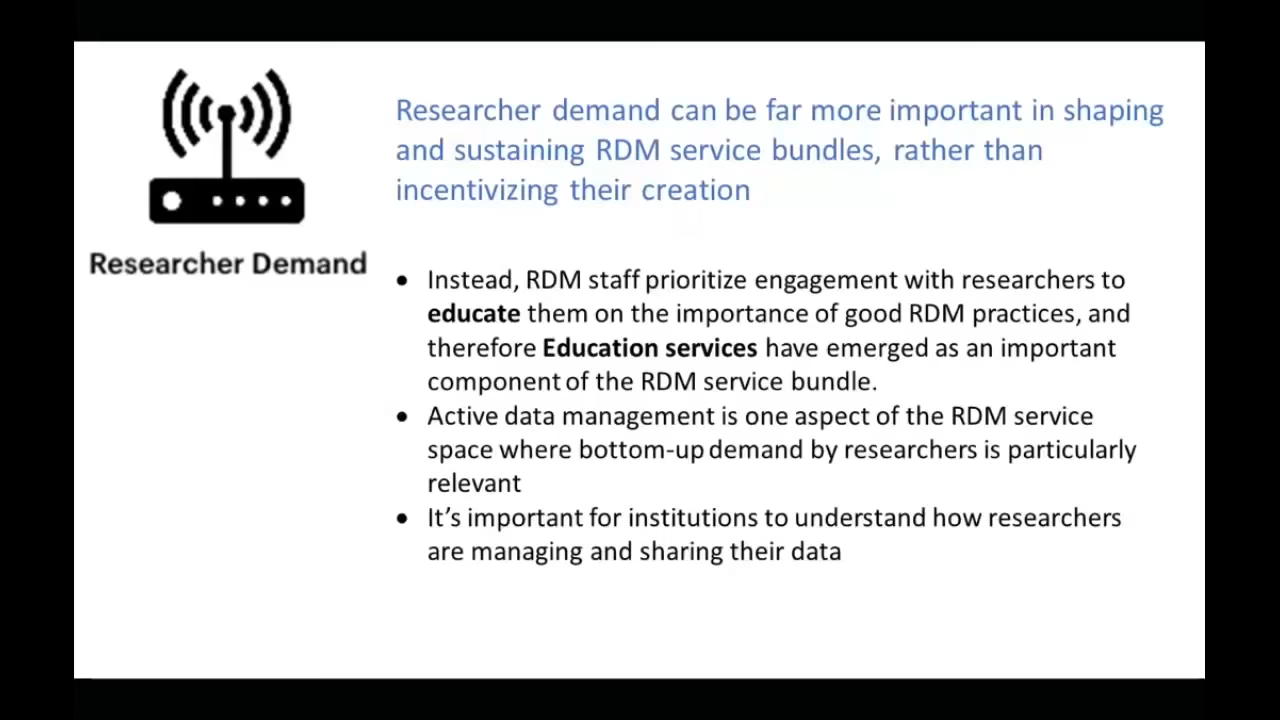 Researcher demand can be far more important in shaping
and sustaining RDM service bundles, rather than
incentivizing their creation
Researcher Demand
• Instead, RDM staff prioritize engagement with researchers to
educate them on the importance of good RDM practices, and
therefore Education services have emerged as an important
component of the RDM service bundle.
• Active data management is one aspect of the RDM service
space where bottom-up demand by researchers is particularly
relevant
• It’s important for institutions to understand how researchers
are managing and sharing their data